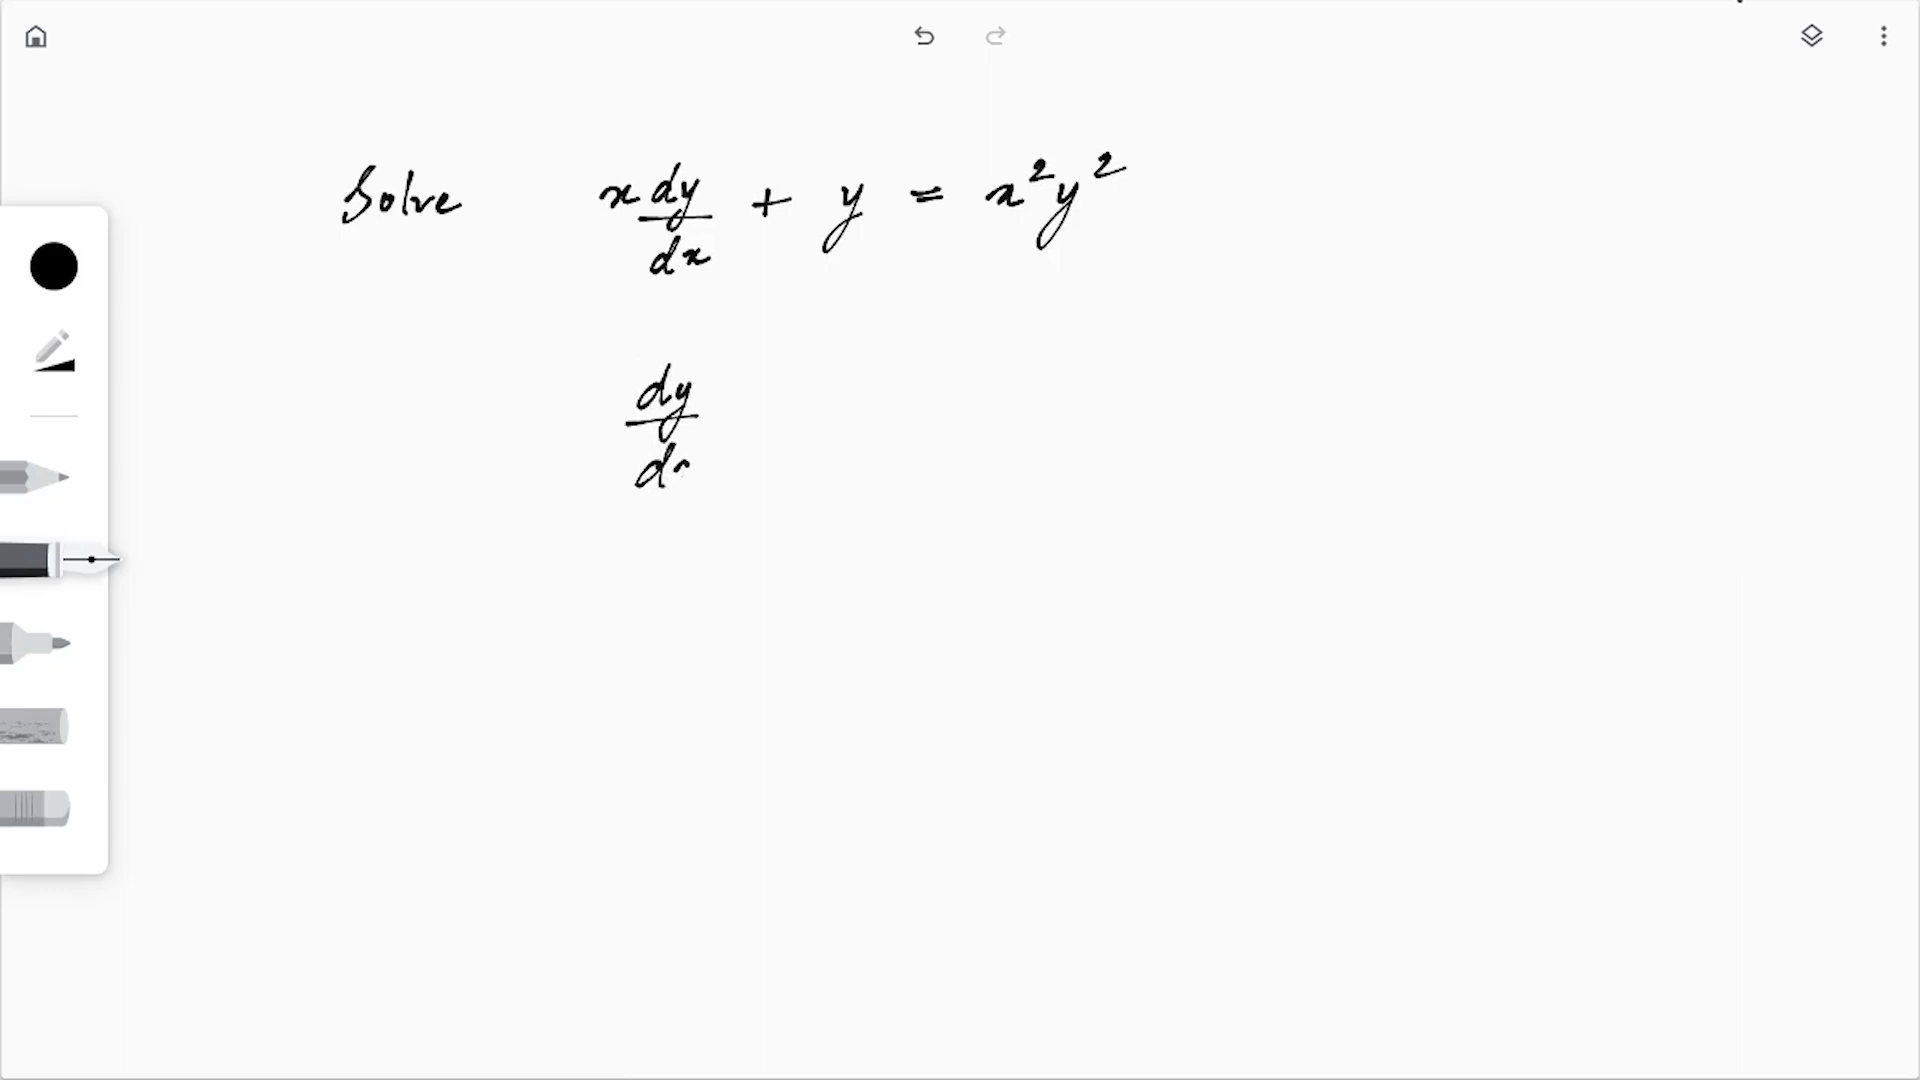 Solve x dy/dx + y = x²y²
dy/d